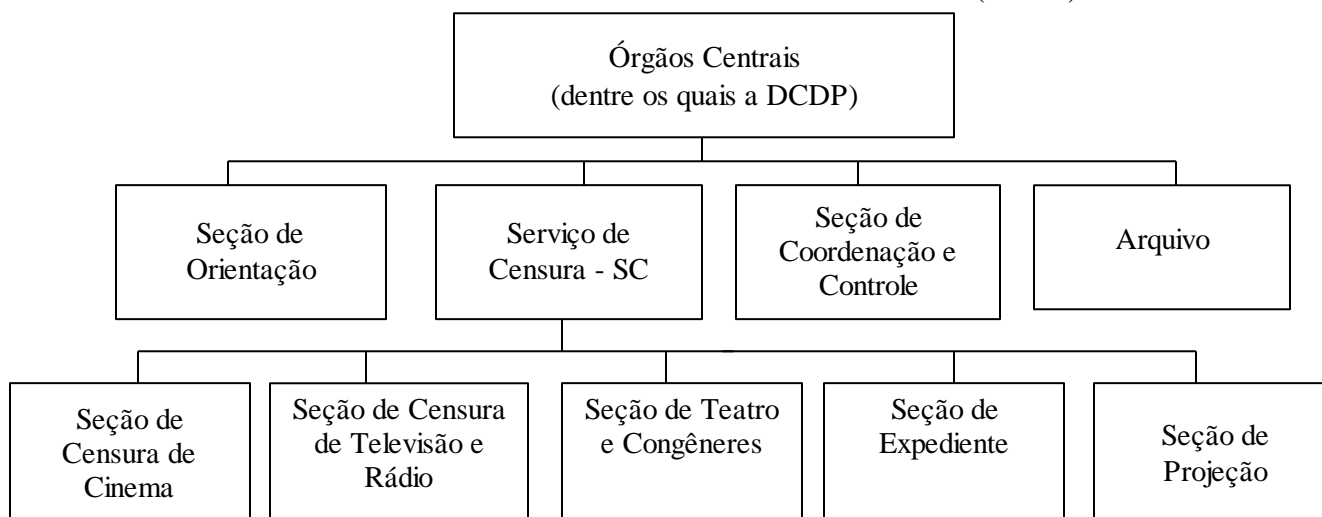 Órgãos Centrais
(dentre os quais a DCDP)
Seção de
Orientação
Serviço de
Censura - SC
Seção de
Coordenação e
Controle
Arquivo
Seção de
Censura de
Cinema
Seção de Censura
de Televisão e
Rádio
Seção de Teatro
e Congêneres
Seção de
Expediente
Seção de
Projeção